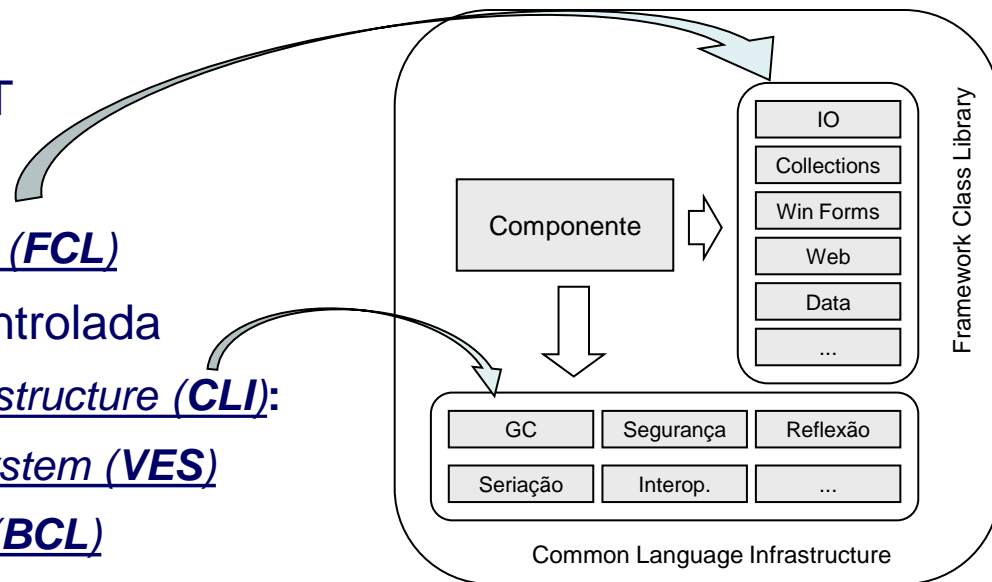 T
(FCL)
ntrolada
structure (CLI):
ystem (VES)
(BCL)
Componente
IO
Collections
Win Forms
Web
Data
...
Framework Class Library
GC Segurança Reflexão
Seriação Interop. ...
Common Language Infrastructure